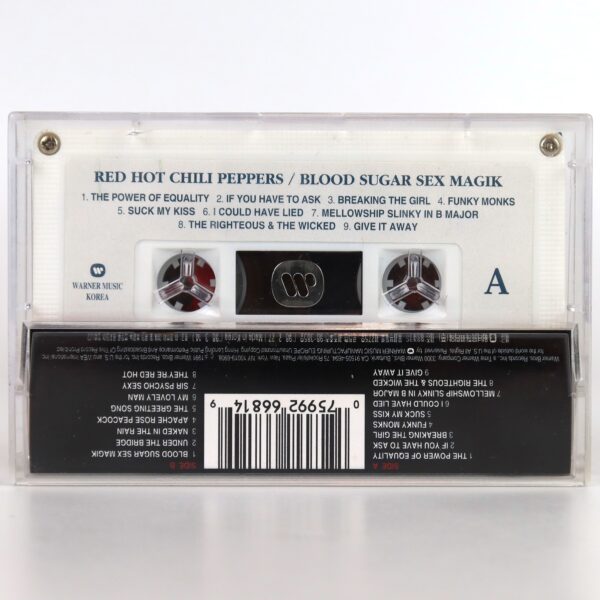 RED HOT CHILI PEPPERS / BLOOD SUGAR SEX MAGIK
1. THE POWER OF EQUALITY 2. IF YOU HAVE TO ASK 3. BREAKING THE GIRL 4. FUNKY MONKS
5. SUCK MY KISS 6. I COULD HAVE LIED 7. MELLOWSHIP SLINKY IN B MAJOR
8. THE RIGHTEOUS & THE WICKED 9. GIVE IT AWAY
WARNER MUSIC
KOREA
A
SIDE A
1 THE POWER OF EQUALITY
2 IF YOU HAVE TO ASK
3 BREAKING THE GIRL
4 FUNKY MONKS
5 SUCK MY KISS
6 I COULD HAVE LIED
7 MELLOWSHIP SLINKY IN B MAJOR
8 THE RIGHTEOUS & THE WICKED
9 GIVE IT AWAY
0 75992 66814 9
SIDE B
1 BLOOD SUGAR SEX MAGIK
2 UNDER THE BRIDGE
3 NAKED IN THE RAIN
4 APACHE ROSE PEACOCK
5 THE GREETING SONG
6 MY LOVELY MAN
7 SIR PSYCHO SEXY
8 THEY'RE RED HOT